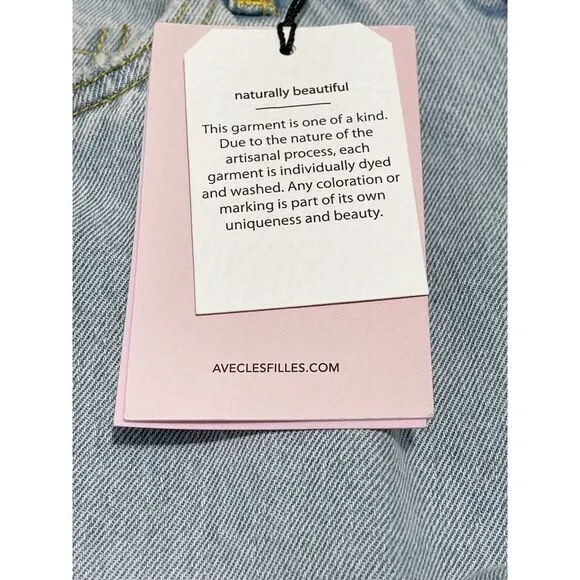 naturally beautiful
This garment is one of a kind.
Due to the nature of the
artisanal process, each
garment is individually dyed
and washed. Any coloration or
marking is part of its own
uniqueness and beauty.
AVECLESFILLES.COM